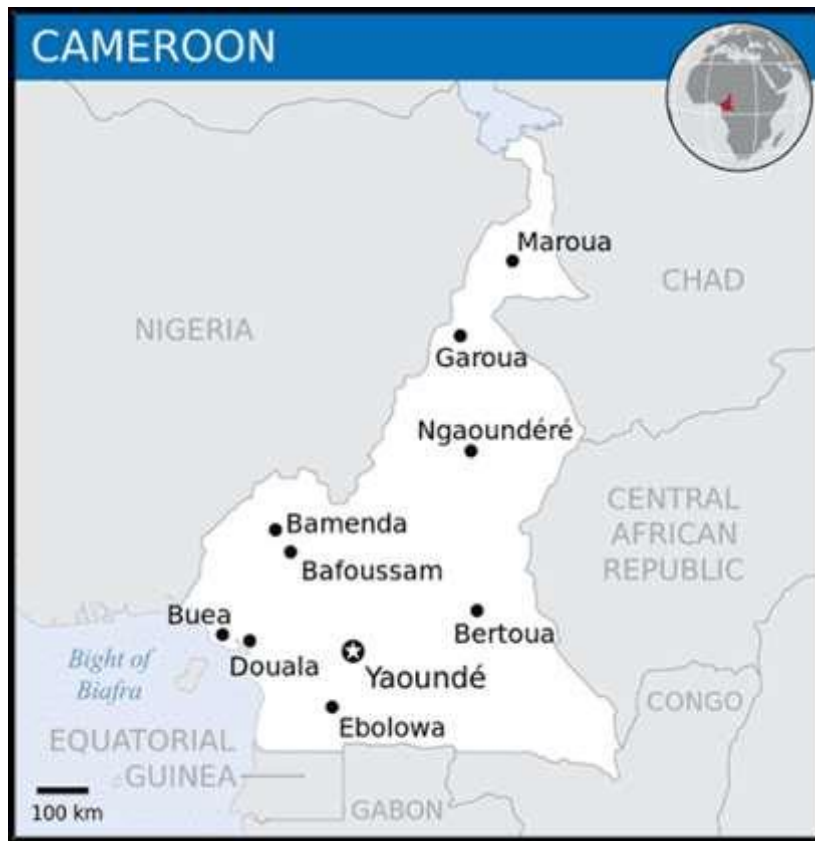 CAMEROON
Maroua
CHAD
NIGERIA
Garoua
Ngaoundéré
CENTRAL
AFRICAN
REPUBLIC
Bamenda
Bafoussam
Buea
Bertoua
Douala
Bight of
Biafra
Yaoundé
CONGO
Ebolowa
EQUATORIAL
GUINEA
GABON
100 km